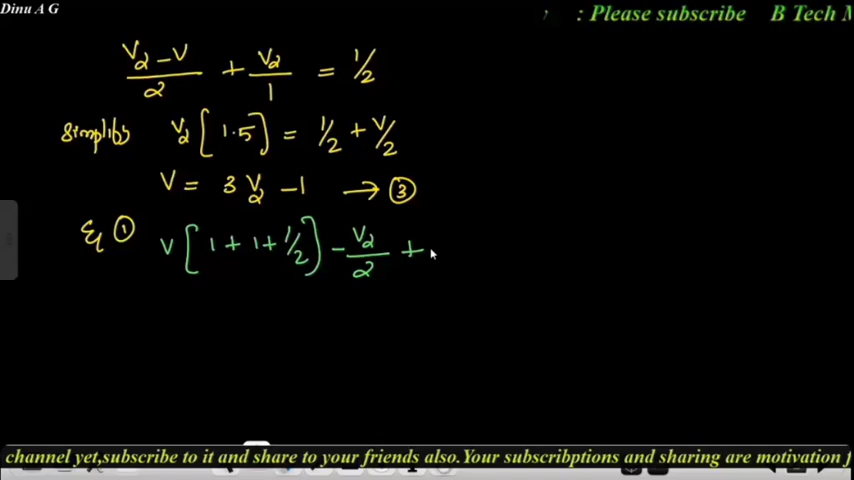 Dinu A G
, : Please subscribe B Tech M
V₂ - V / 2 + V₂ / 1 = 1/2
Simplify V₂ [ 1.5 ] = 1/2 + V/2
V = 3 V₂ - 1 → ③
Eq ① V [ 1 + 1 + 1/2 ] - V₂ / 2 +
channel yet,subscribe to it and share to your friends also.Your subscribptions and sharing are motivation f